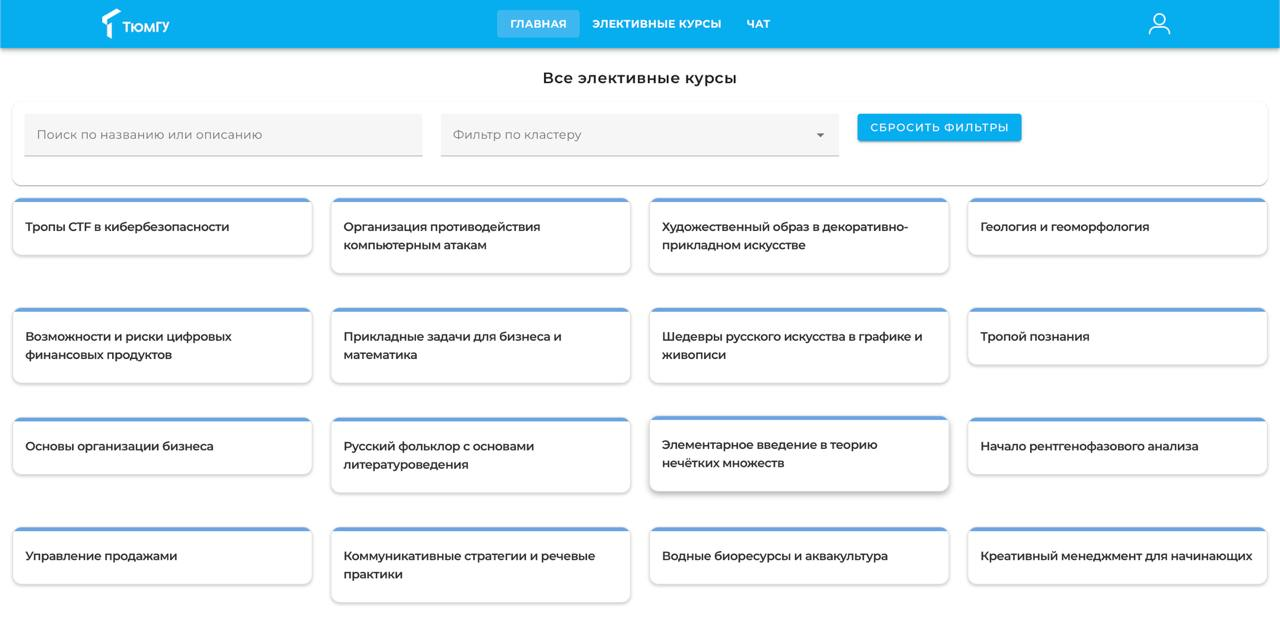 ТюмГУ
ГЛАВНАЯ
ЭЛЕКТИВНЫЕ КУРСЫ
ЧАТ
Все элективные курсы
Поиск по названию или описанию
Фильтр по кластеру
СБРОСИТЬ ФИЛЬТРЫ
Тропы CTF в кибербезопасности
Организация противодействия
компьютерным атакам
Художественный образ в декоративно-
прикладном искусстве
Геология и геоморфология
Возможности и риски цифровых
финансовых продуктов
Прикладные задачи для бизнеса и
математика
Шедевры русского искусства в графике и
живописи
Тропой познания
Основы организации бизнеса
Русский фольклор с основами
литературоведения
Элементарное введение в теорию
нечётких множеств
Начало рентгенофазового анализа
Управление продажами
Коммуникативные стратегии и речевые
практики
Водные биоресурсы и аквакультура
Креативный менеджмент для начинающих